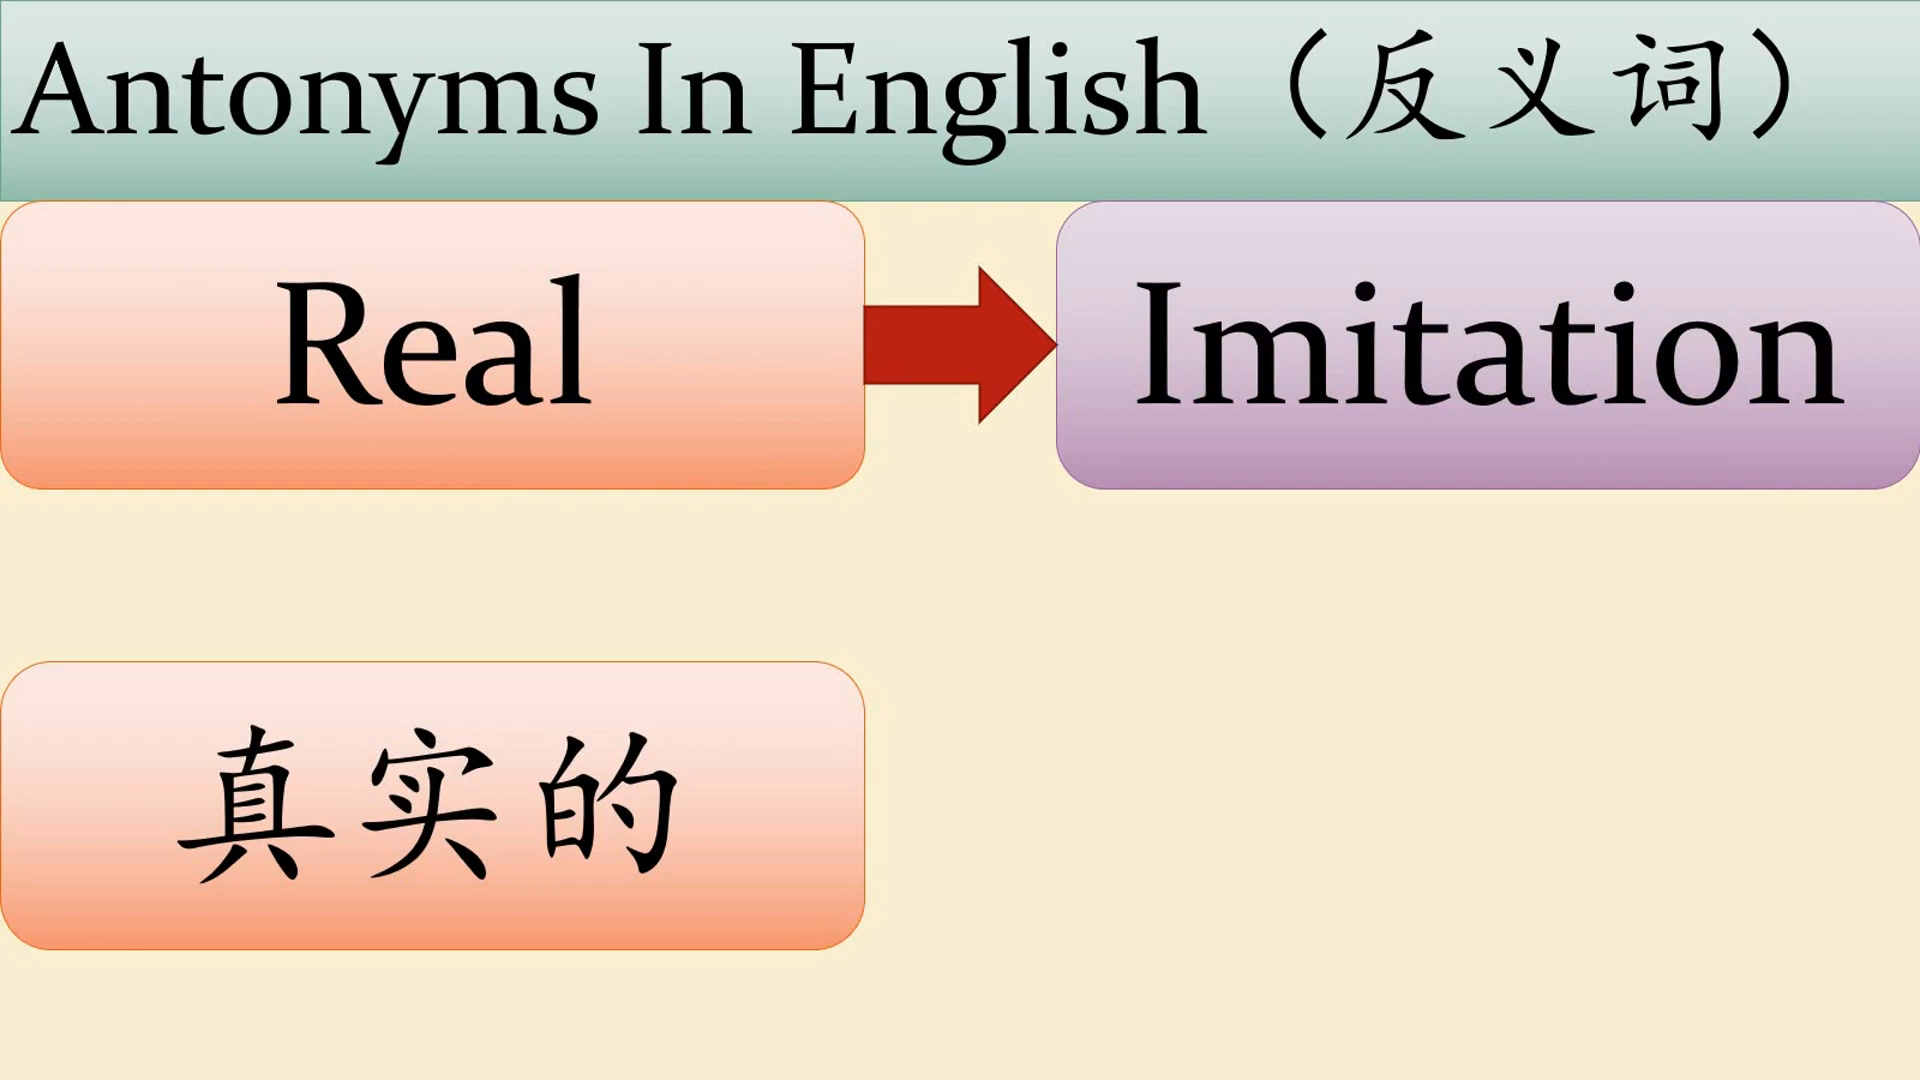 Antonyms In English（反义词）
Real
Imitation
真实的